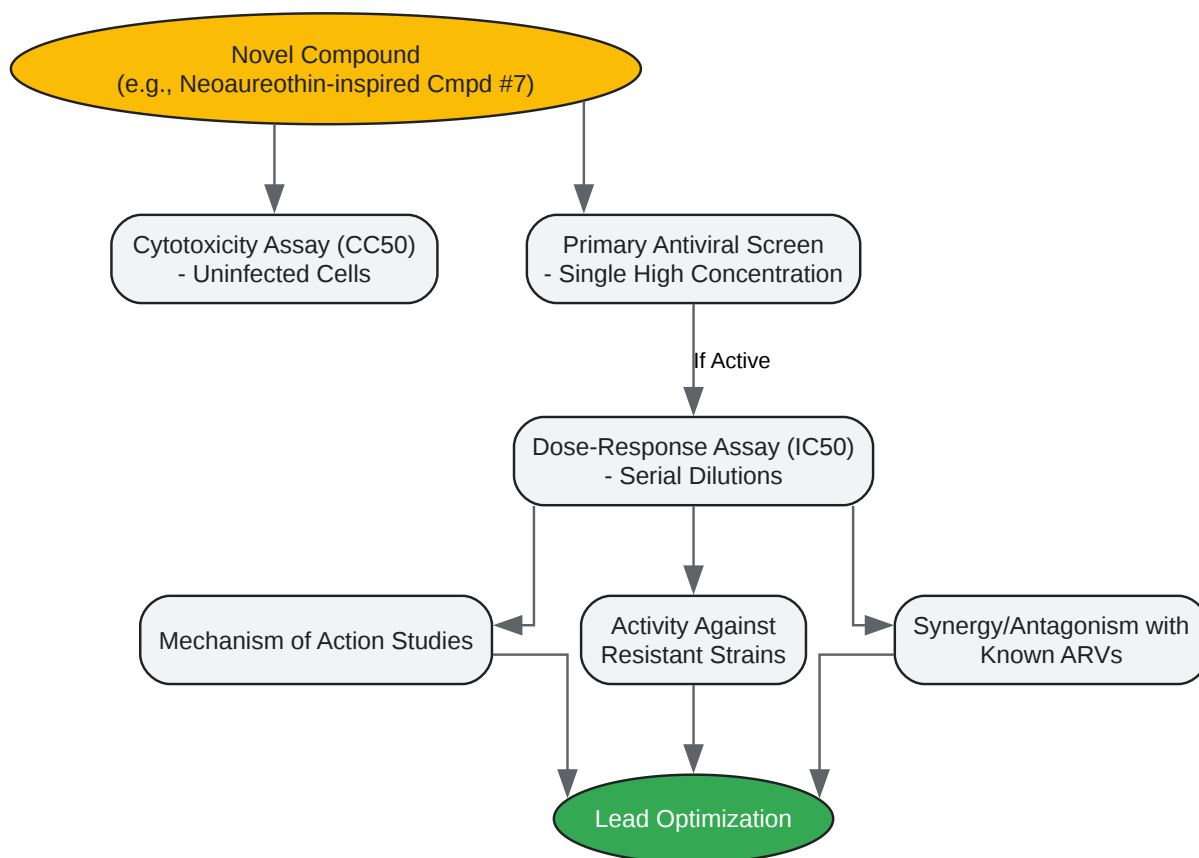 Novel Compound
(e.g., Neoaureothin-inspired Cmpd #7)
Cytotoxicity Assay (CC50)
- Uninfected Cells
Primary Antiviral Screen
- Single High Concentration
If Active
Dose-Response Assay (IC50)
- Serial Dilutions
Mechanism of Action Studies
Activity Against
Resistant Strains
Synergy/Antagonism with
Known ARVs
Lead Optimization